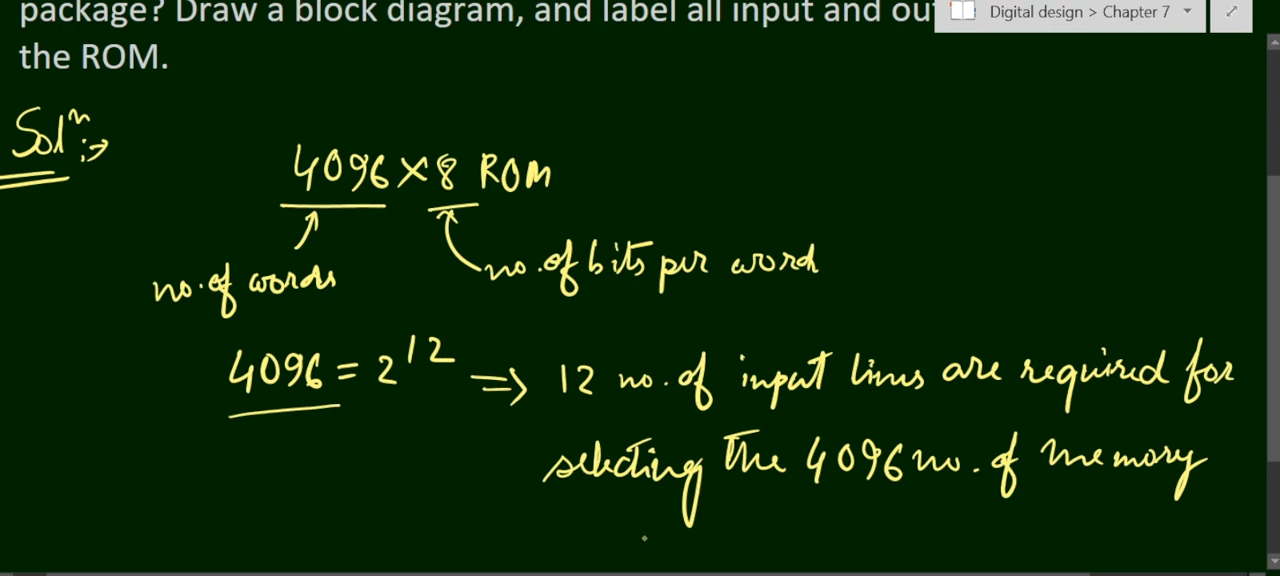 package? Draw a block diagram, and label all input and ou
Digital design > Chapter 7
the ROM.
Solⁿ :→
4096 × 8 ROM
no. of words
no. of bits per word
4096 = 2¹² ⇒ 12 no. of input lines are required for
selecting the 4096 no. of memory